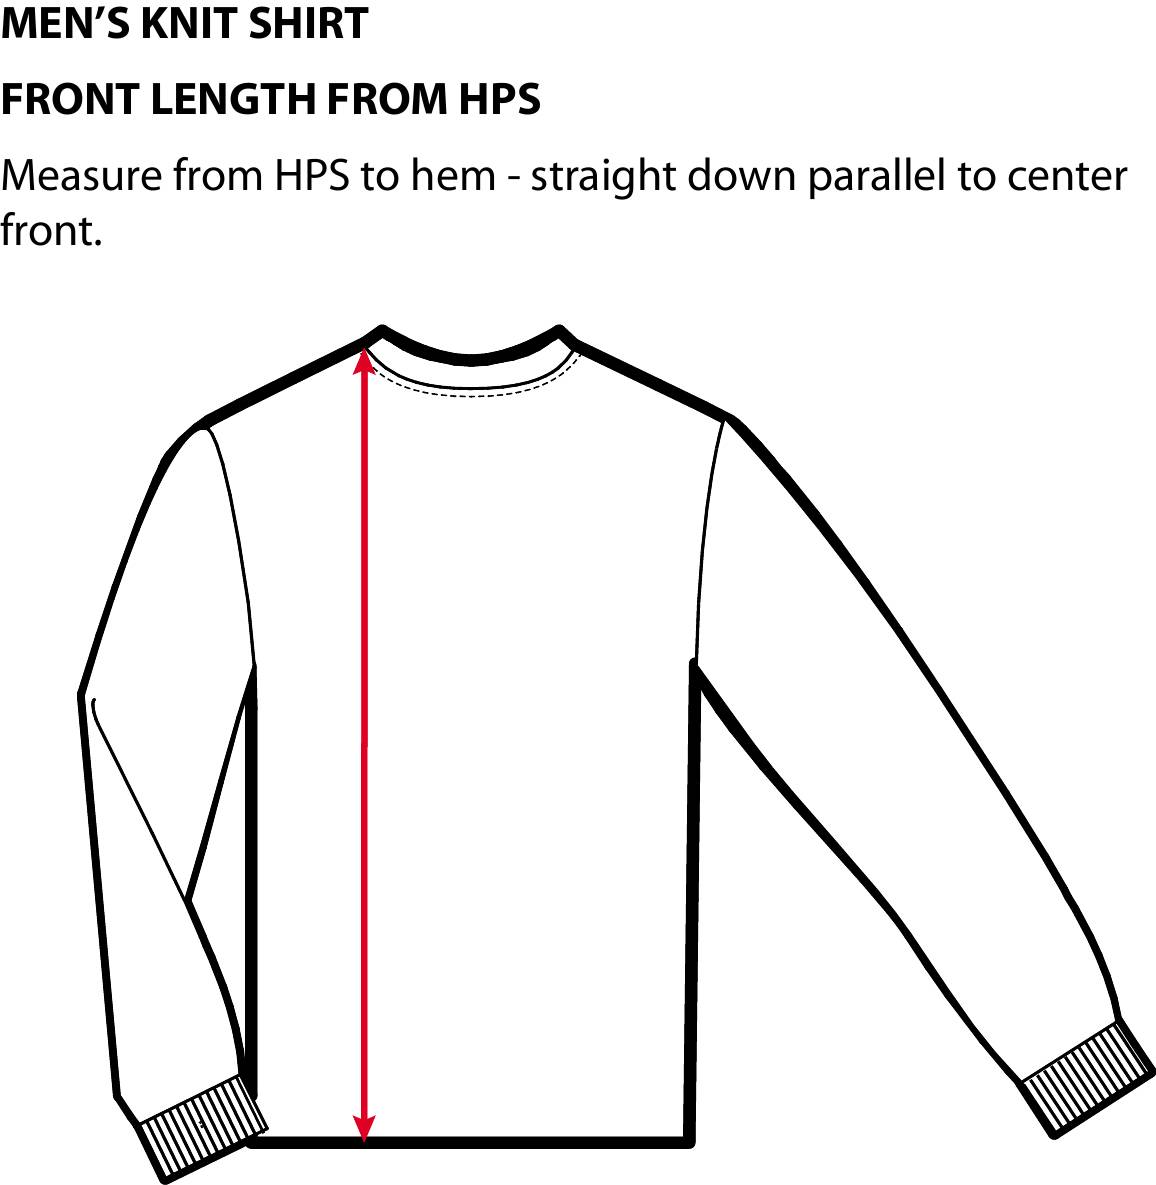 MEN’S KNIT SHIRT
FRONT LENGTH FROM HPS
Measure from HPS to hem - straight down parallel to center
front.